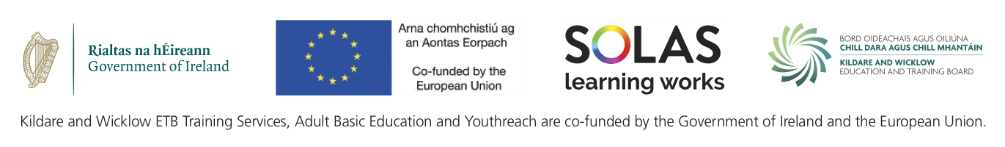 Rialtas na hÉireann
Government of Ireland
Arna chomhchistiú ag
an Aontas Eorpach
Co-funded by the
European Union
SOLAS
learning works
BORD OIDEACHAIS AGUS OILIÚNA
CHILL DARA AGUS CHILL MHANTÁIN
KILDARE AND WICKLOW
EDUCATION AND TRAINING BOARD
Kildare and Wicklow ETB Training Services, Adult Basic Education and Youthreach are co-funded by the Government of Ireland and the European Union.